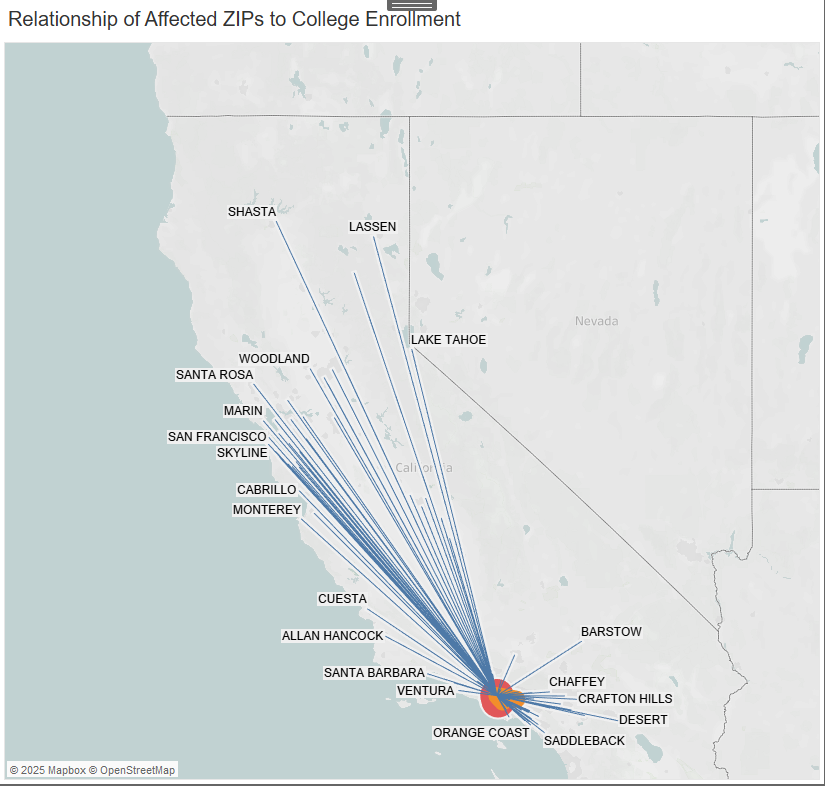 Relationship of Affected ZIPs to College Enrollment
SHASTA
LASSEN
Nevada
LAKE TAHOE
WOODLAND
SANTA ROSA
MARIN
SAN FRANCISCO
SKYLINE
California
CABRILLO
MONTEREY
CUESTA
BARSTOW
ALLAN HANCOCK
SANTA BARBARA
CHAFFEY
VENTURA
CRAFTON HILLS
DESERT
ORANGE COAST
SADDLEBACK
© 2025 Mapbox © OpenStreetMap